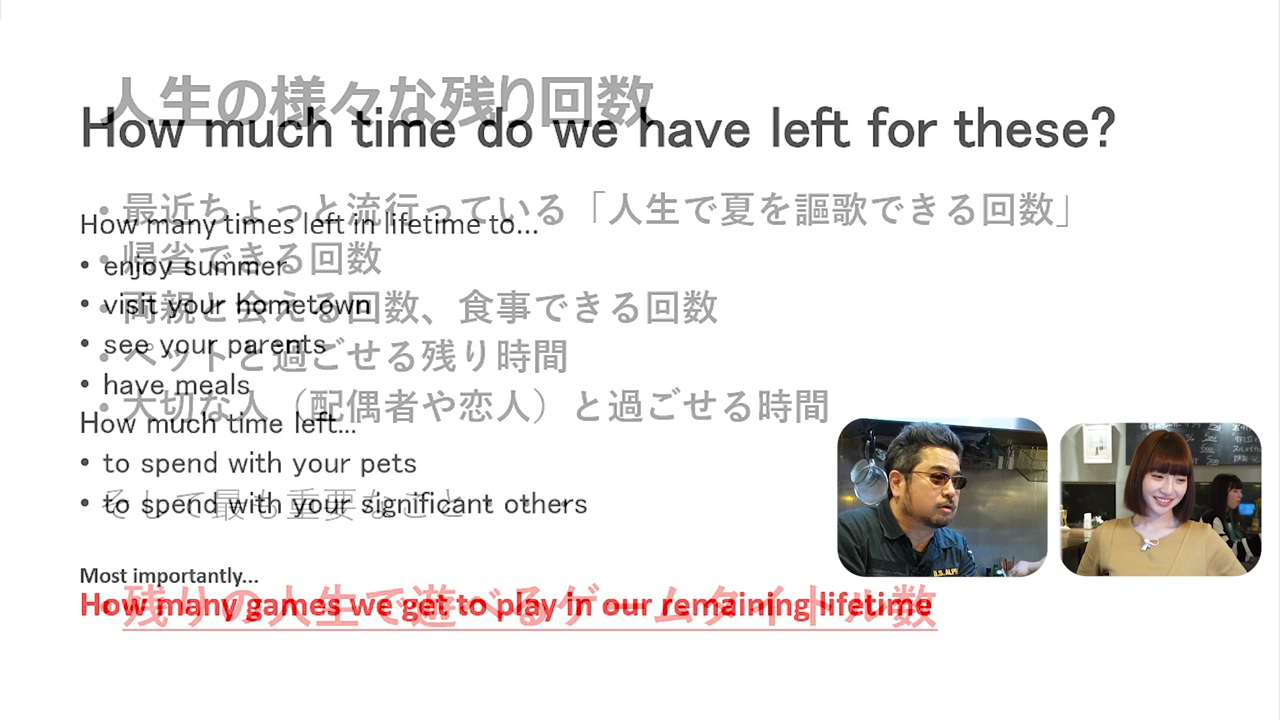 人生の様々な残り回数
How much time do we have left for these?
• 最近ちょっと流行っている「人生で夏を謳歌できる回数」
How many times left in lifetime to...
• 帰省できる回数
• enjoy summer
• 両親と会える回数、食事できる回数
• visit your hometown
• ペットと過ごせる残り時間
• see your parents
• have meals
• 大切な人（配偶者や恋人）と過ごせる時間
How much time left...
• to spend with your pets
そして最も重要なこと・・・
• to spend with your significant others
Most importantly...
• 残りの人生で遊べるゲームタイトル数
How many games we get to play in our remaining lifetime